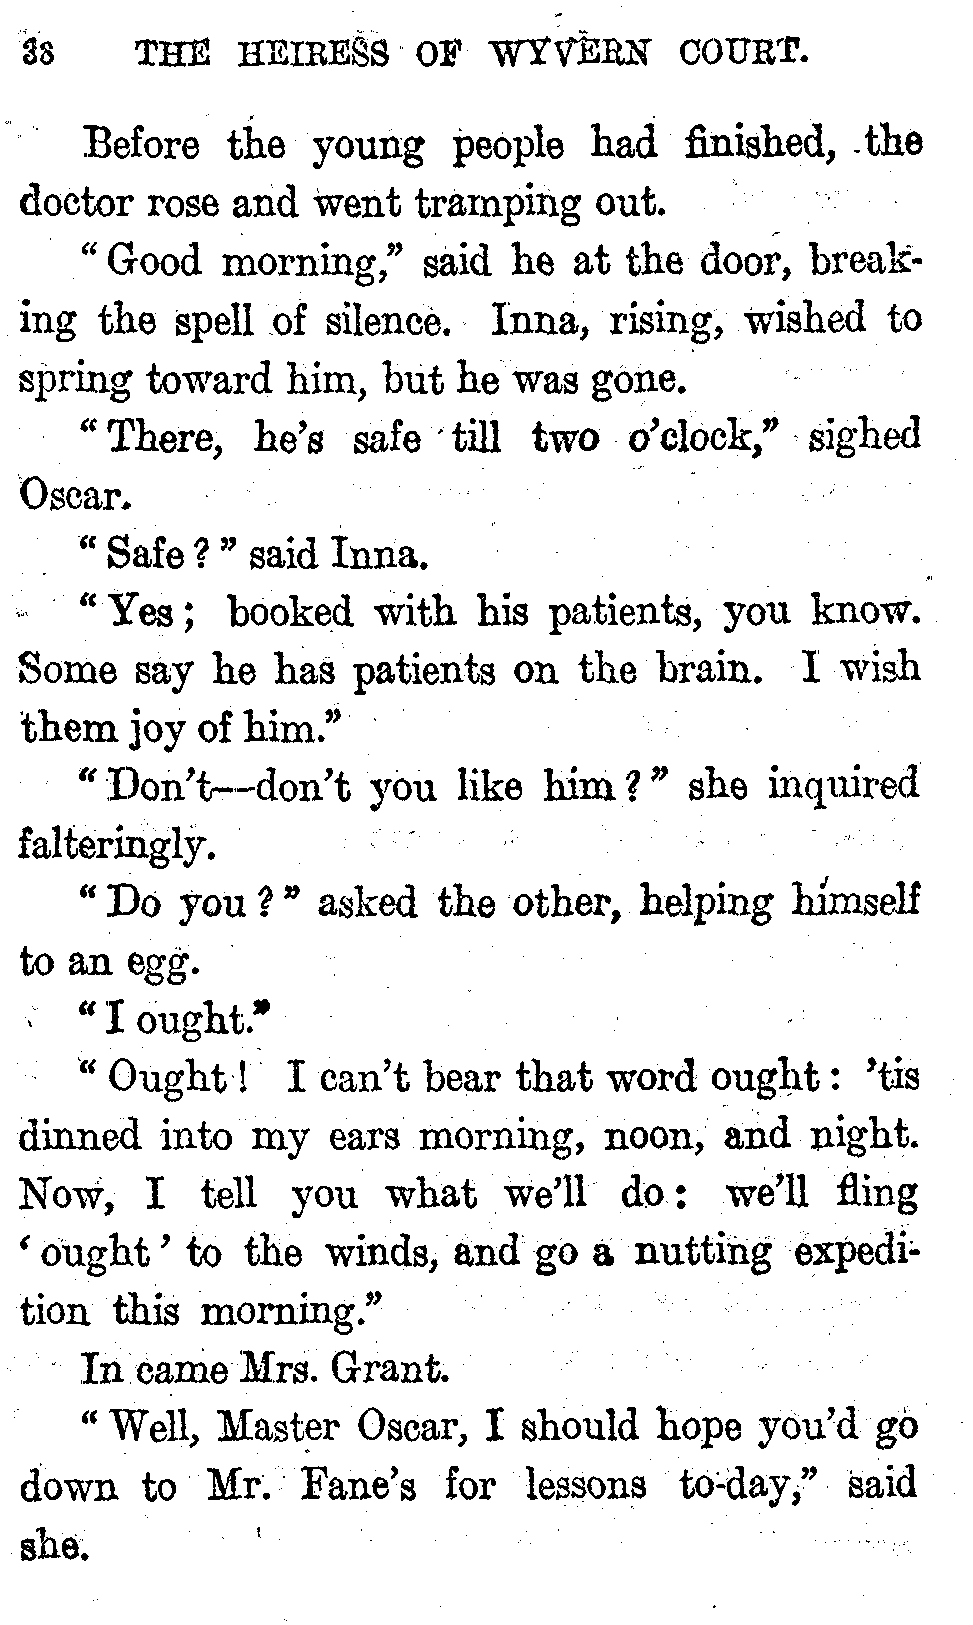 38 THE HEIRESS OF WYVERN COURT.
Before the young people had finished, the
doctor rose and went tramping out.
“Good morning,” said he at the door, break-
ing the spell of silence. Inna, rising, wished to
spring toward him, but he was gone.
“There, he’s safe till two o’clock,” sighed
Oscar.
“Safe?” said Inna.
“Yes; booked with his patients, you know.
Some say he has patients on the brain. I wish
them joy of him.”
“Don’t--don’t you like him?” she inquired
falteringly.
“Do you?” asked the other, helping himself
to an egg.
“I ought.”
“Ought! I can’t bear that word ought: ’tis
dinned into my ears morning, noon, and night.
Now, I tell you what we’ll do: we’ll fling
‘ought’ to the winds, and go a nutting expedi-
tion this morning.”
In came Mrs. Grant.
“Well, Master Oscar, I should hope you’d go
down to Mr. Fane’s for lessons to-day,” said
she.